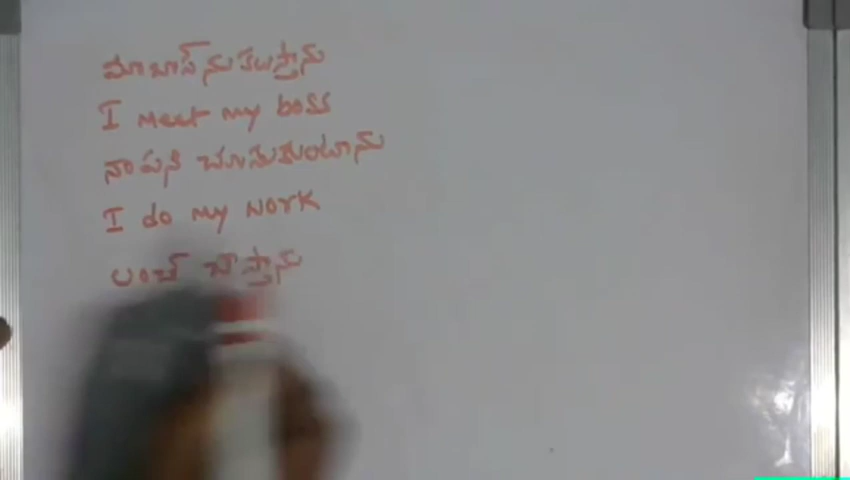 మా బాస్ ను కలుస్తాను
I meet my boss
నా పని చూసుకుంటాను
I do my work
లంచ్ చేస్తాను